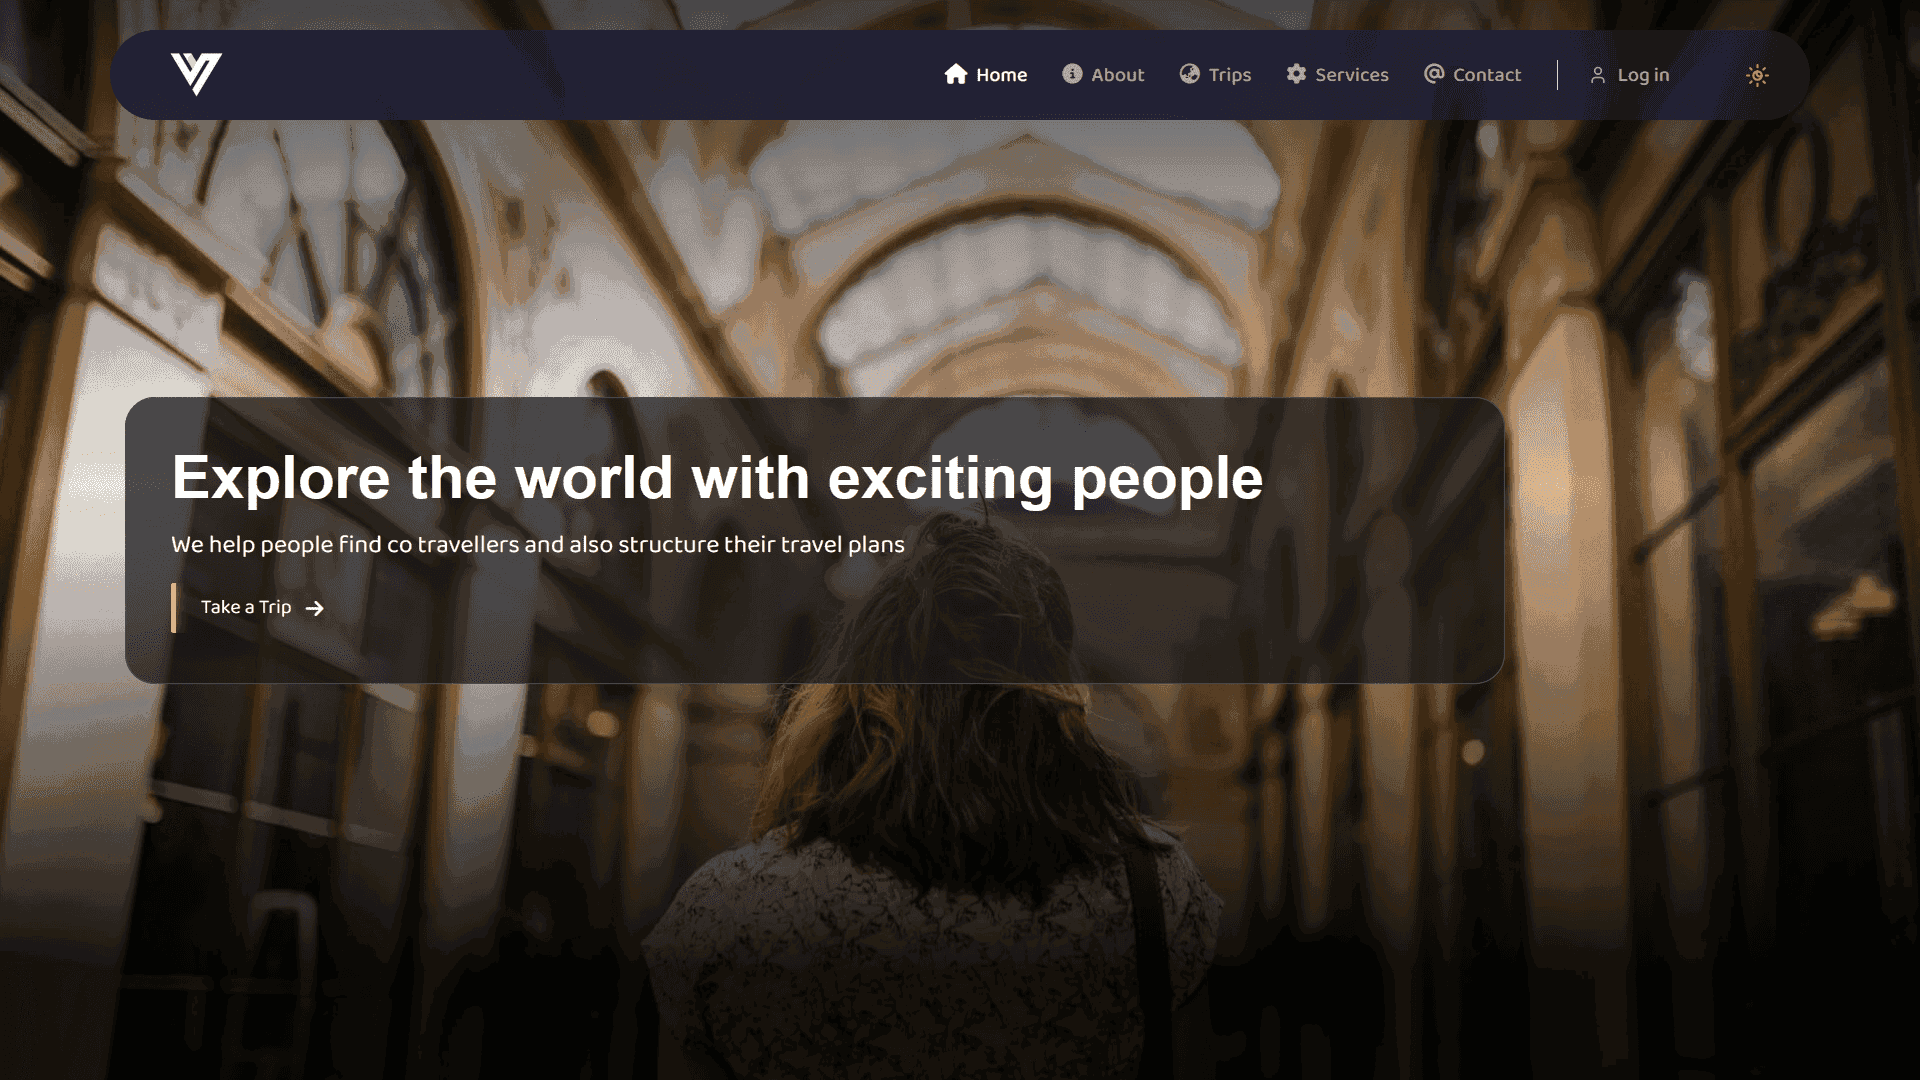 Home About Trips Services Contact Log in
Explore the world with exciting people
We help people find co travellers and also structure their travel plans
Take a Trip